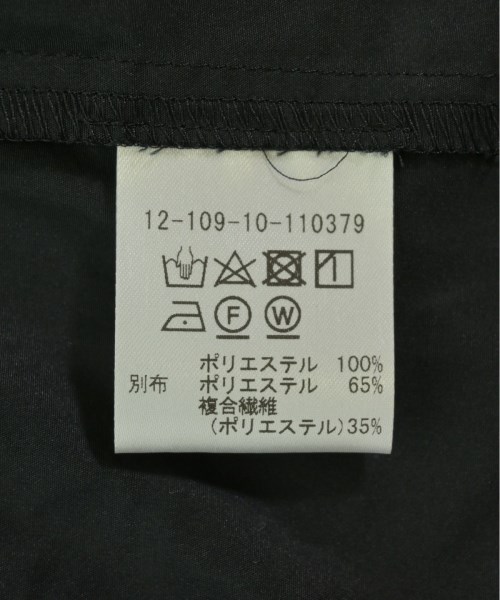 12-109-10-110379
F W
ポリエステル 100%
別布 ポリエステル 65%
複合繊維
(ポリエステル)35%